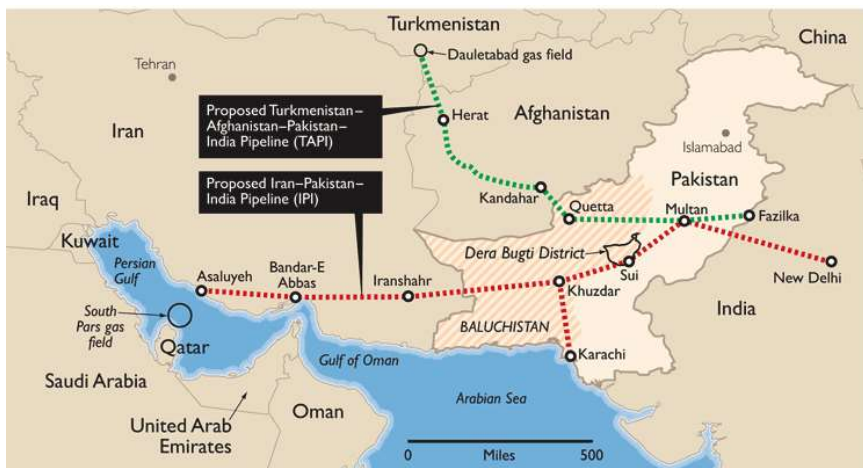 Turkmenistan
China
Dauletabad gas field
Tehran
Proposed Turkmenistan–
Afghanistan–Pakistan–
India Pipeline (TAPI)
Herat
Afghanistan
Iran
Islamabad
Proposed Iran–Pakistan–
India Pipeline (IPI)
Pakistan
Iraq
Kandahar
Quetta
Multan
Fazilka
Kuwait
Dera Bugti District
Persian
Gulf
Asaluyeh
Bandar-E
Abbas
Iranshahr
Sui
New Delhi
Khuzdar
South
Pars gas
field
India
BALUCHISTAN
Qatar
Gulf of Oman
Karachi
Saudi Arabia
Arabian Sea
United Arab
Emirates
Oman
0 Miles 500